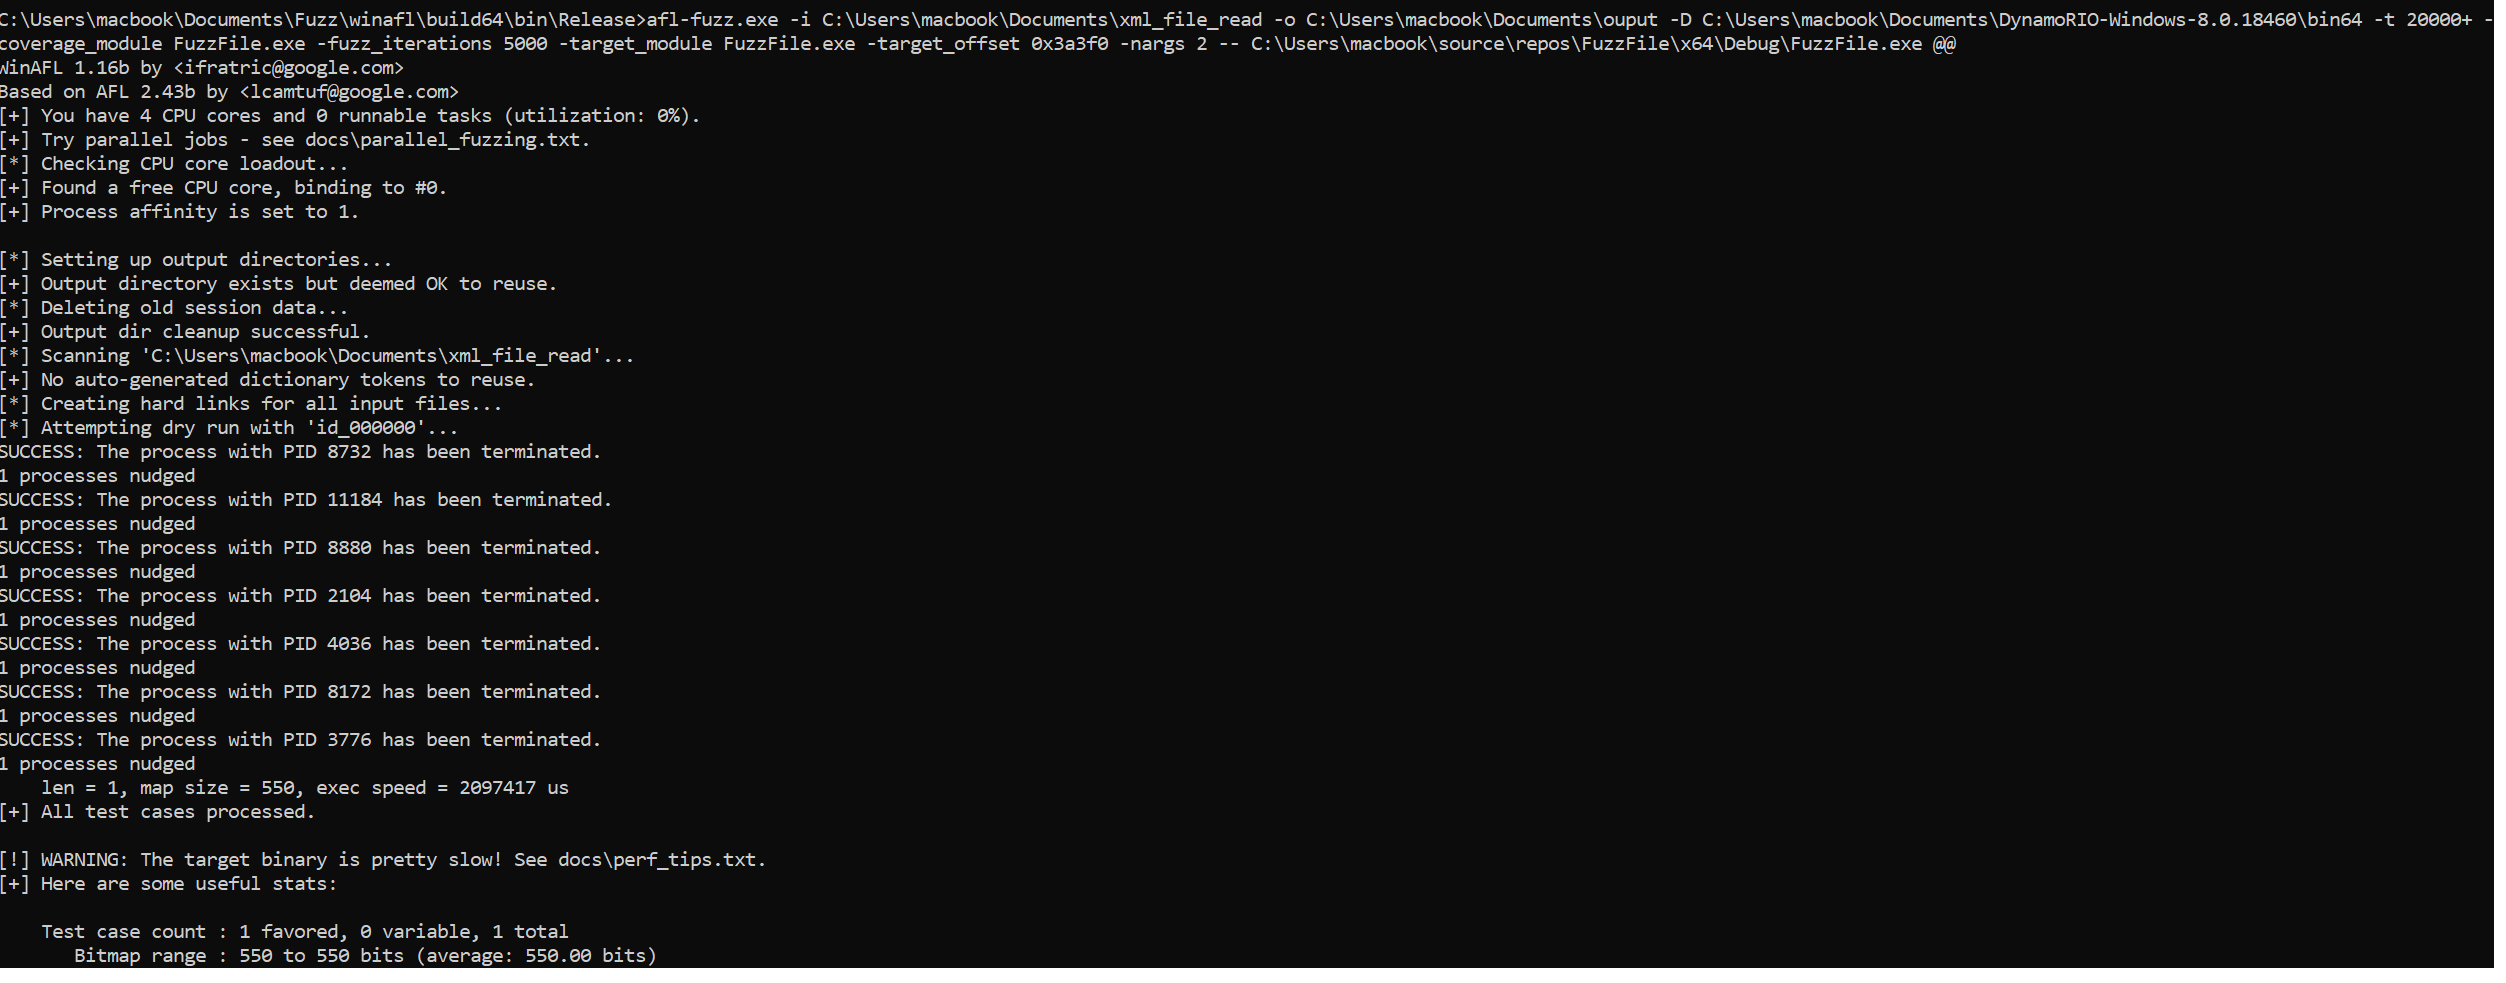 C:\Users\macbook\Documents\Fuzz\winafl\build64\bin\Release>afl-fuzz.exe -i C:\Users\macbook\Documents\xml_file_read -o C:\Users\macbook\Documents\ouput -D C:\Users\macbook\Documents\DynamoRIO-Windows-8.0.18460\bin64 -t 20000+ -
coverage_module FuzzFile.exe -fuzz_iterations 5000 -target_module FuzzFile.exe -target_offset 0x3a3f0 -nargs 2 -- C:\Users\macbook\source\repos\FuzzFile\x64\Debug\FuzzFile.exe @@
WinAFL 1.16b by <ifratric@google.com>
Based on AFL 2.43b by <lcamtuf@google.com>
[+] You have 4 CPU cores and 0 runnable tasks (utilization: 0%).
[+] Try parallel jobs - see docs\parallel_fuzzing.txt.
[*] Checking CPU core loadout...
[+] Found a free CPU core, binding to #0.
[+] Process affinity is set to 1.
[*] Setting up output directories...
[+] Output directory exists but deemed OK to reuse.
[*] Deleting old session data...
[+] Output dir cleanup successful.
[*] Scanning 'C:\Users\macbook\Documents\xml_file_read'...
[+] No auto-generated dictionary tokens to reuse.
[*] Creating hard links for all input files...
[*] Attempting dry run with 'id_000000'...
SUCCESS: The process with PID 8732 has been terminated.
1 processes nudged
SUCCESS: The process with PID 11184 has been terminated.
1 processes nudged
SUCCESS: The process with PID 8880 has been terminated.
1 processes nudged
SUCCESS: The process with PID 2104 has been terminated.
1 processes nudged
SUCCESS: The process with PID 4036 has been terminated.
1 processes nudged
SUCCESS: The process with PID 8172 has been terminated.
1 processes nudged
SUCCESS: The process with PID 3776 has been terminated.
1 processes nudged
len = 1, map size = 550, exec speed = 2097417 us
[+] All test cases processed.
[!] WARNING: The target binary is pretty slow! See docs\perf_tips.txt.
[+] Here are some useful stats:
Test case count : 1 favored, 0 variable, 1 total
Bitmap range : 550 to 550 bits (average: 550.00 bits)